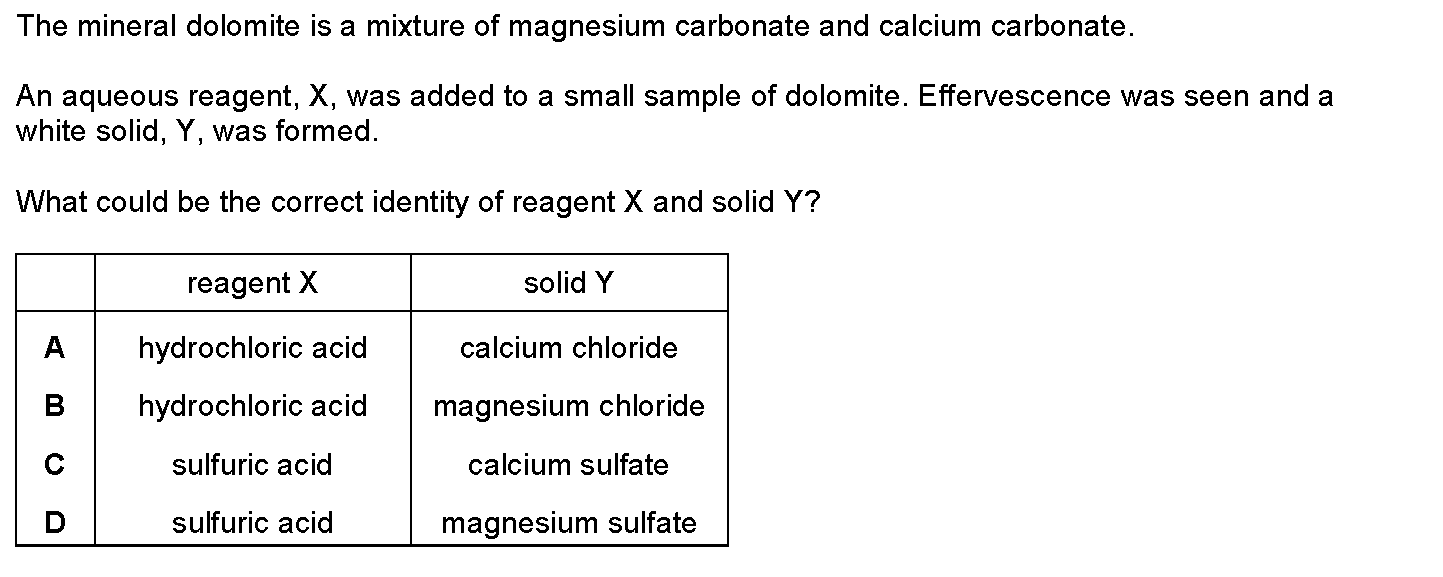 The mineral dolomite is a mixture of magnesium carbonate and calcium carbonate.
An aqueous reagent, X, was added to a small sample of dolomite. Effervescence was seen and a
white solid, Y, was formed.
What could be the correct identity of reagent X and solid Y?
reagent X solid Y
A hydrochloric acid calcium chloride
B hydrochloric acid magnesium chloride
C sulfuric acid calcium sulfate
D sulfuric acid magnesium sulfate